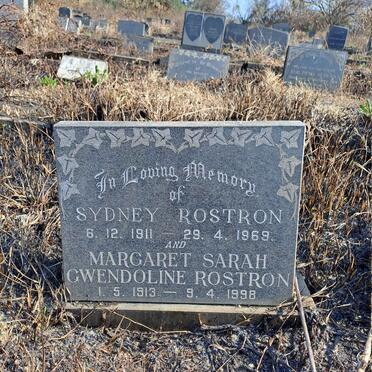 In Loving Memory
of
SYDNEY ROSTRON
6. 12. 1911 - 29. 4. 1969.
AND
MARGARET SARAH
GWENDOLINE ROSTRON
1. 5. 1913 - 9. 4. 1998